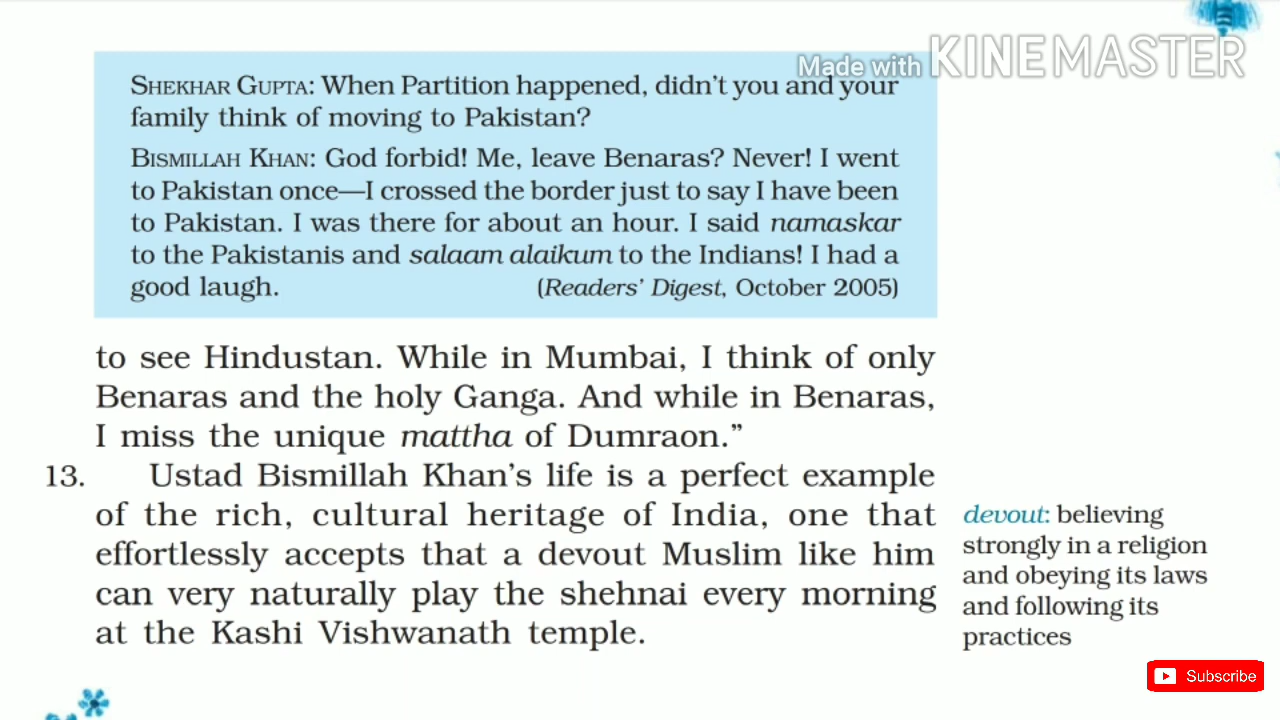 Made with KINEMASTER
SHEKHAR GUPTA: When Partition happened, didn't you and your
family think of moving to Pakistan?
BISMILLAH KHAN: God forbid! Me, leave Benaras? Never! I went
to Pakistan once—I crossed the border just to say I have been
to Pakistan. I was there for about an hour. I said namaskar
to the Pakistanis and salaam alaikum to the Indians! I had a
good laugh. (Readers' Digest, October 2005)
to see Hindustan. While in Mumbai, I think of only
Benaras and the holy Ganga. And while in Benaras,
I miss the unique mattha of Dumraon.”
13. Ustad Bismillah Khan's life is a perfect example
of the rich, cultural heritage of India, one that
effortlessly accepts that a devout Muslim like him
can very naturally play the shehnai every morning
at the Kashi Vishwanath temple.
devout: believing
strongly in a religion
and obeying its laws
and following its
practices
Subscribe